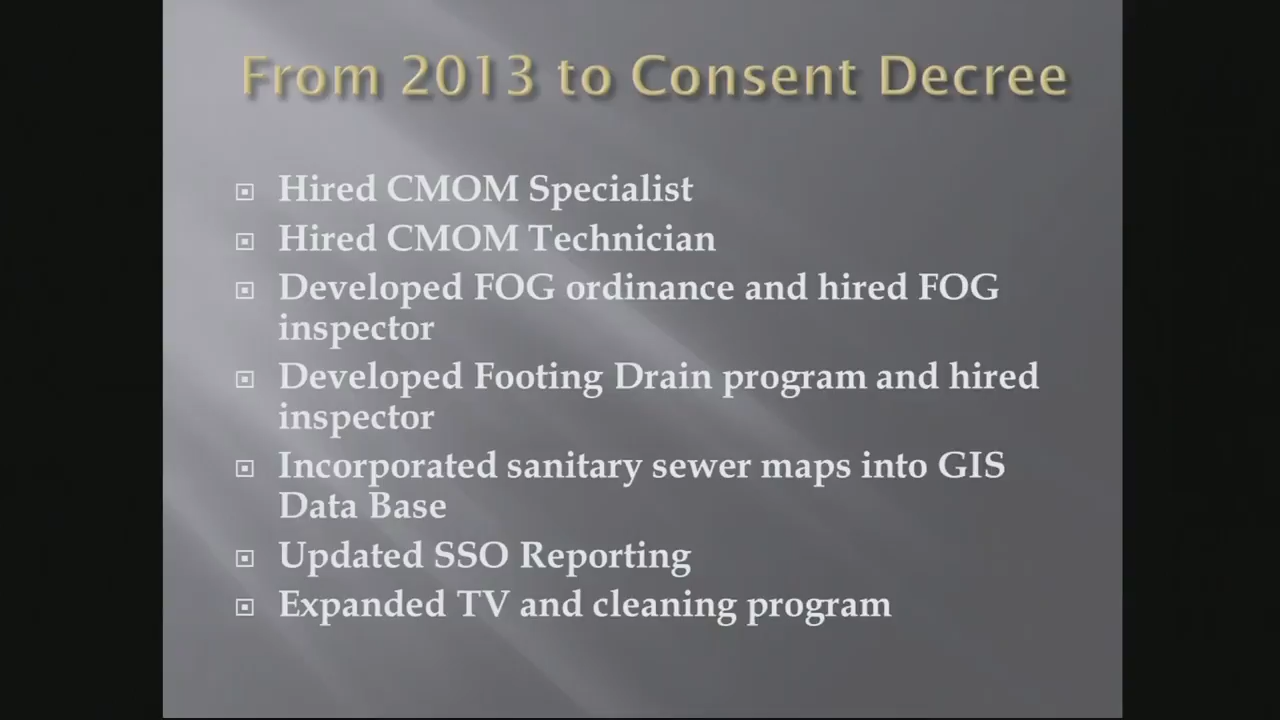 From 2013 to Consent Decree
Hired CMOM Specialist
Hired CMOM Technician
Developed FOG ordinance and hired FOG
inspector
Developed Footing Drain program and hired
inspector
Incorporated sanitary sewer maps into GIS
Data Base
Updated SSO Reporting
Expanded TV and cleaning program